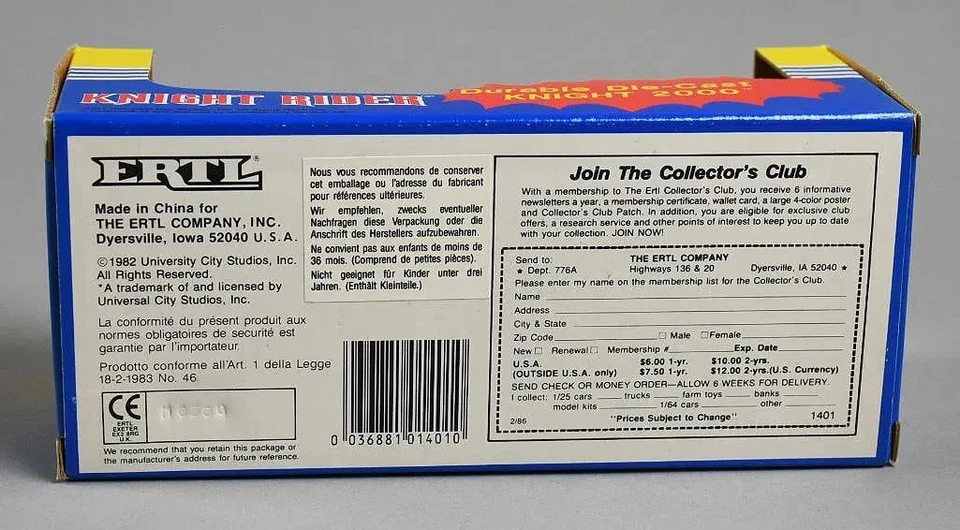 KNIGHT RIDER™
Durable Die-Cast
KNIGHT 2000
ERTL®
Made in China for
THE ERTL COMPANY, INC.
Dyersville, Iowa 52040 U.S.A.
©1982 University City Studios, Inc.
All Rights Reserved.
*A trademark of and licensed by
Universal City Studios, Inc.
La conformité du présent produit aux
normes obligatoires de securité est
garantie par l'importateur.
Prodotto conforme all'Art. 1 della Legge
18-2-1983 No. 46.
CE
ERTL
EXETER
EX2 8RG
U.K.
We recommend that you retain this package or
the manufacturer's address for future reference.
Nous vous recommendons de conserver
cet emballage ou l'adresse du fabricant
pour références ultérieures.
Wir empfehlen, zwecks eventueller
Nachfragen diese Verpackung oder die
Anschrift des Herstellers aufzubewahren.
Ne convient pas aux enfants de moins de
36 mois. (Comprend de petites pièces).
Nicht geeignet für Kinder unter drei
Jahren. (Enthält Kleinteile.)
0 036881 014010
Join The Collector's Club
With a membership to The Ertl Collector's Club, you receive 6 informative
newsletters a year, a membership certificate, wallet card, a large 4-color poster
and Collector's Club Patch. In addition, you are eligible for exclusive club
offers, a research service and other points of interest to keep you up to date
with your collection. JOIN NOW!
Send to: THE ERTL COMPANY
★ Dept. 776A Highways 136 & 20 Dyersville, IA 52040 ★
Please enter my name on the membership list for the Collector's Club.
Name
Address
City & State
Zip Code □ Male □ Female
New □ Renewal □ Membership # Exp. Date
U.S.A. $6.00 1-yr. $10.00 2-yrs.
(OUTSIDE U.S.A. only) $7.50 1-yr. $12.00 2-yrs.(U.S. Currency)
SEND CHECK OR MONEY ORDER—ALLOW 6 WEEKS FOR DELIVERY.
I collect: 1/25 cars trucks farm toys banks
model kits 1/64 cars other
2/86 "Prices Subject to Change" 1401